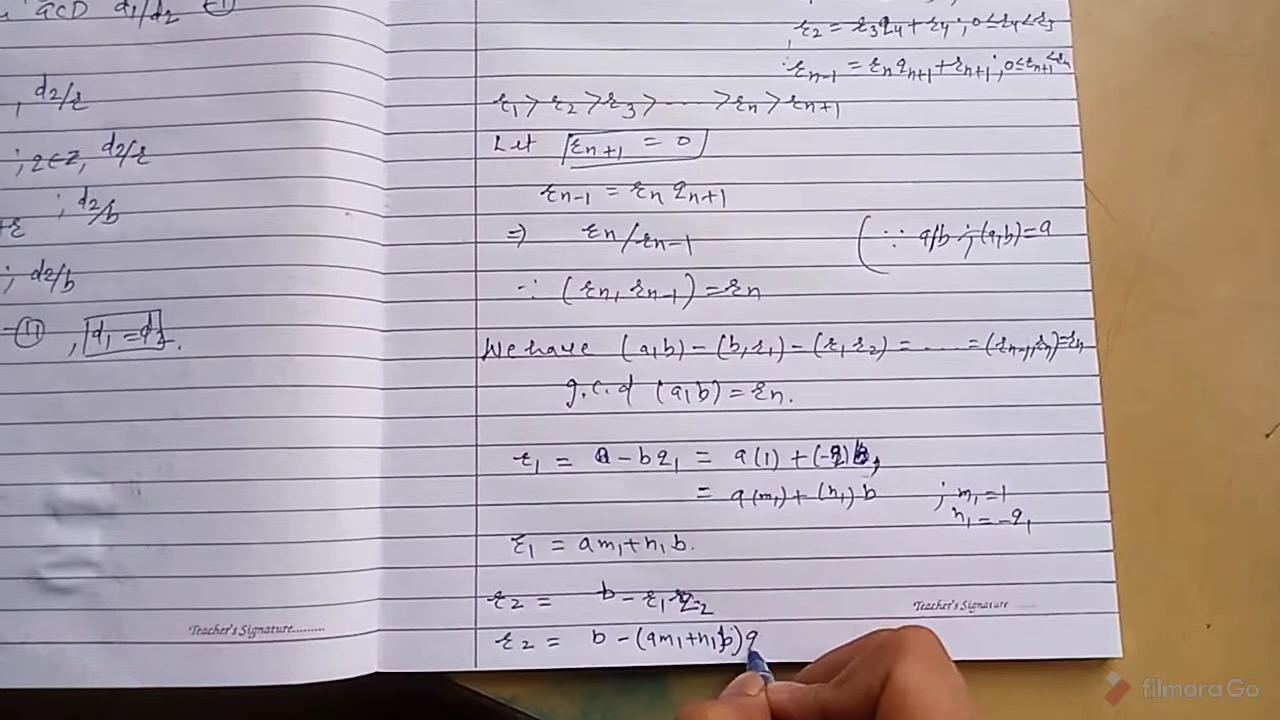 GCD d1/d2 - (I)
, d2/r
; q∈Z, d2/r
+r ; d2/b
; d2/b
- (II) , d1 = d2.
Teacher's Signature.........
r2 = r3q4 + r4 ; 0≤r4<r3
rn-1 = rn qn+1 + rn+1 ; 0≤rn+1<rn
r1 > r2 > r3 > ----- > rn > rn+1
Let rn+1 = 0
rn-1 = rn qn+1
⇒ rn/rn-1 (∵ a/b ; (a,b)=a
∵ (rn, rn-1) = rn
We have (a,b) - (b,r1) - (r1,r2) = ..... = (rn-1,rn)=rn
g.c.d (a,b) = rn.
r1 = a - bq1 = a(1) + (-q)b,
= a(m1) + (n1) b ; m1 = 1
n1 = -q1
r1 = am1 + n1 b.
r2 = b - r1 q2
Teacher's Signature
r2 = b - (am1+n1b)q
filmora Go